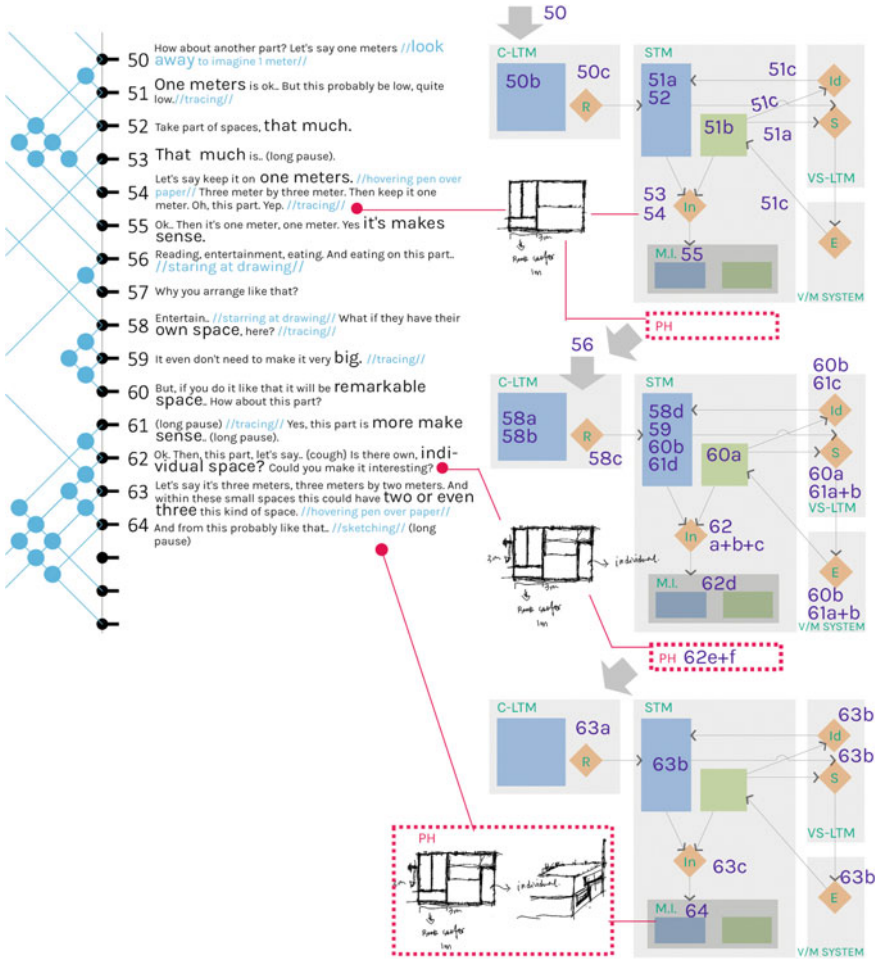 50 How about another part? Let's say one meters //look
away to imagine 1 meter//
51 One meters is ok.. But this probably be low, quite
low.//tracing//
52 Take part of spaces, that much.
53 That much is.. (long pause).
54 Let's say keep it on one meters. //hovering pen over
paper// Three meter by three meter. Then keep it one
meter. Oh, this part. Yep. //tracing//
55 Ok.. Then it's one meter, one meter. Yes it's makes
sense.
56 Reading, entertainment, eating. And eating on this part..
//staring at drawing//
57 Why you arrange like that?
58 Entertain.. //starring at drawing// What if they have their
own space, here? //tracing//
59 It even don't need to make it very big. //tracing//
60 But, if you do it like that it will be remarkable
space.. How about this part?
61 (long pause) //tracing// Yes, this part is more make
sense.. (long pause).
62 Ok. Then, this part, let's say.. (cough) Is there own, indi-
vidual space? Could you make it interesting?
63 Let's say it's three meters, three meters by two meters. And
within these small spaces this could have two or even
three this kind of space. //hovering pen over paper//
64 And from this probably like that.. //sketching// (long
pause)
50
C-LTM
50b
50c
R
STM
51a
52
51b
51c
51c
51a
51c
Id
S
VS-LTM
E
53
54
In
M.I.
55
V/M SYSTEM
PH
56
C-LTM
58a
58b
R
58c
STM
58d
59
60b
61d
60a
60b
61c
Id
S
60a
61a+b
VS-LTM
E
60b
61a+b
In
62
a+b+c
M.I.
62d
V/M SYSTEM
individual
Inn
PH 62e+f
C-LTM
63a
R
STM
63b
63b
Id
63b
S
VS-LTM
63b
E
In
63c
M.I.
64
V/M SYSTEM
PH
individual
Inn